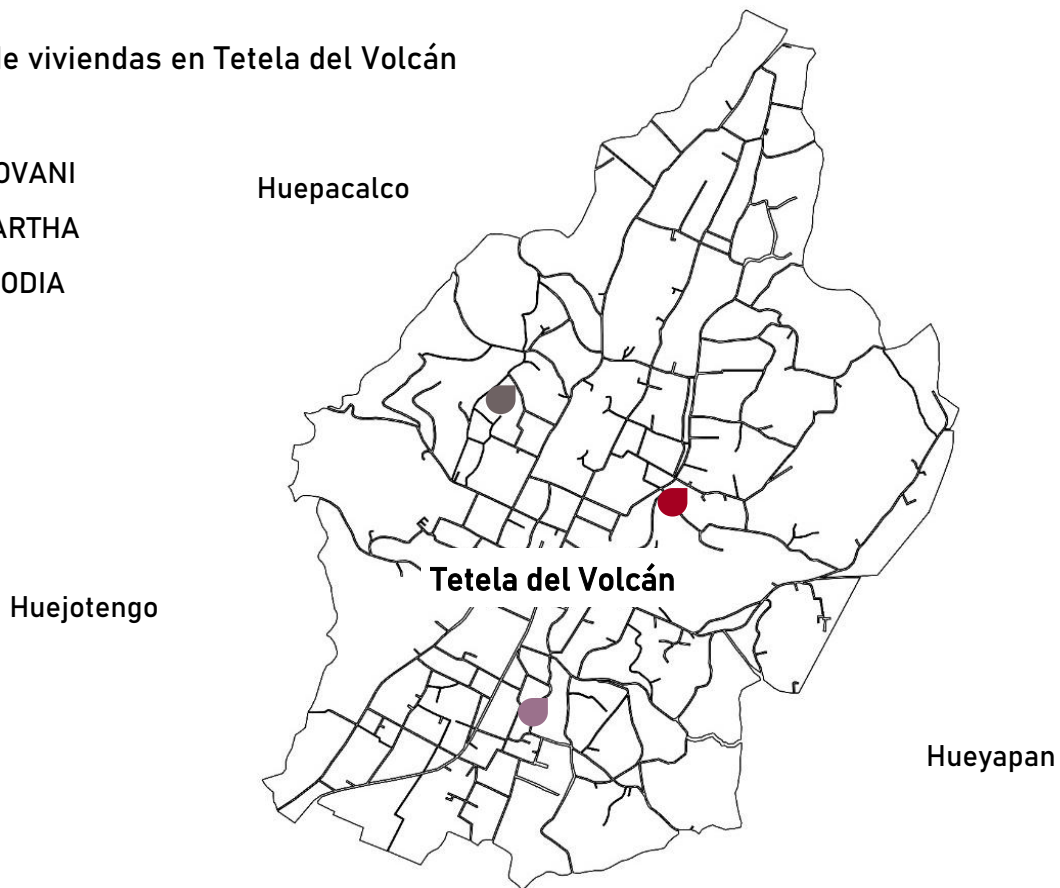 de viviendas en Tetela del Volcán
OVANI
Huepacalco
ARTHA
ODIA
Tetela del Volcán
Huejotengo
Hueyapan